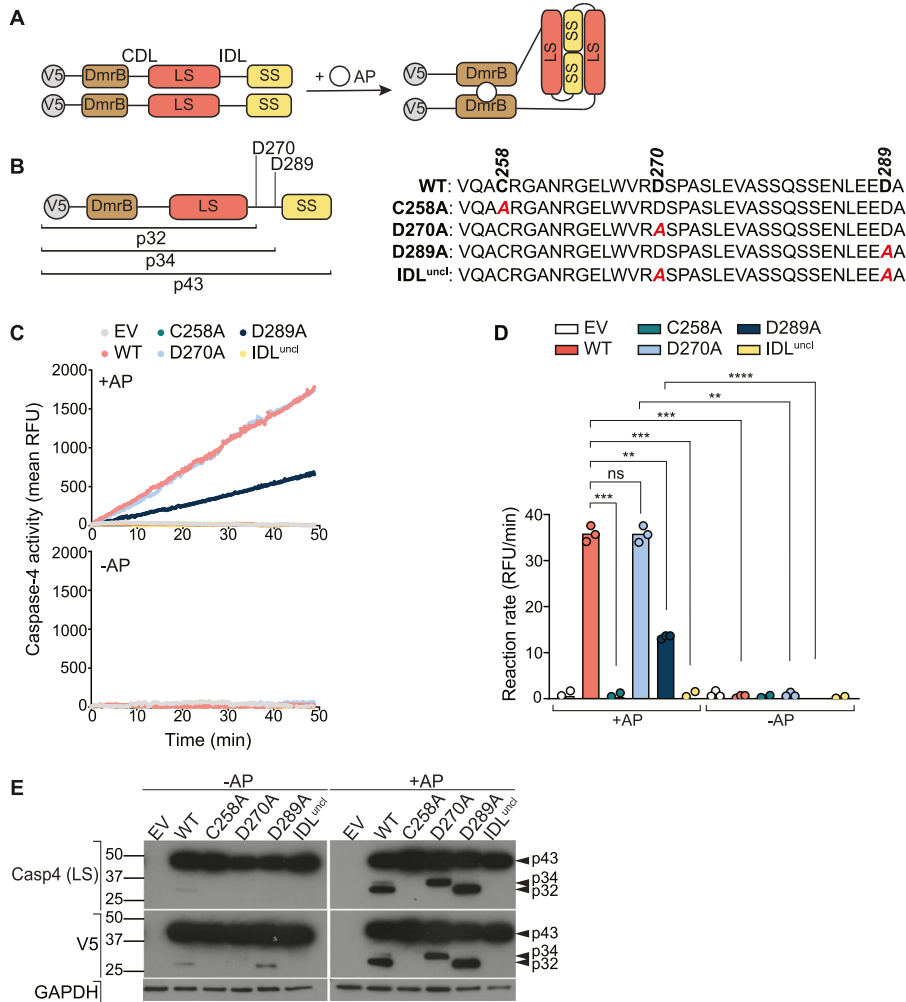 A
CDL IDL
V5 DmrB LS SS
V5 DmrB LS SS
+ AP
V5 DmrB
V5 DmrB
LS SS SS LS
B
D270
D289
V5 DmrB LS SS
p32
p34
p43
258 270 289
WT: VQACRGANRGELWVRDSPASLEVASSQSSENLEEDA
C258A: VQAARGANRGELWVRDSPASLEVASSQSSENLEEDA
D270A: VQACRGANRGELWVRASPASLEVASSQSSENLEEDA
D289A: VQACRGANRGELWVRDSPASLEVASSQSSENLEEAA
IDLuncl: VQACRGANRGELWVRASPASLEVASSQSSENLEEAA
C
EV C258A D289A
WT D270A IDLuncl
Caspase-4 activity (mean RFU)
2000
+AP
1500
1000
500
0
0 10 20 30 40 50
2000
-AP
1500
1000
500
0
0 10 20 30 40 50
Time (min)
D
EV C258A D289A
WT D270A IDLuncl
****
**
***
***
**
ns
***
Reaction rate (RFU/min)
40
30
20
10
0
+AP -AP
E
-AP +AP
EV WT C258A D270A D289A IDLuncl EV WT C258A D270A D289A IDLuncl
Casp4 (LS)
50
37
25
p43
p34
p32
V5
50
37
25
p43
p34
p32
GAPDH